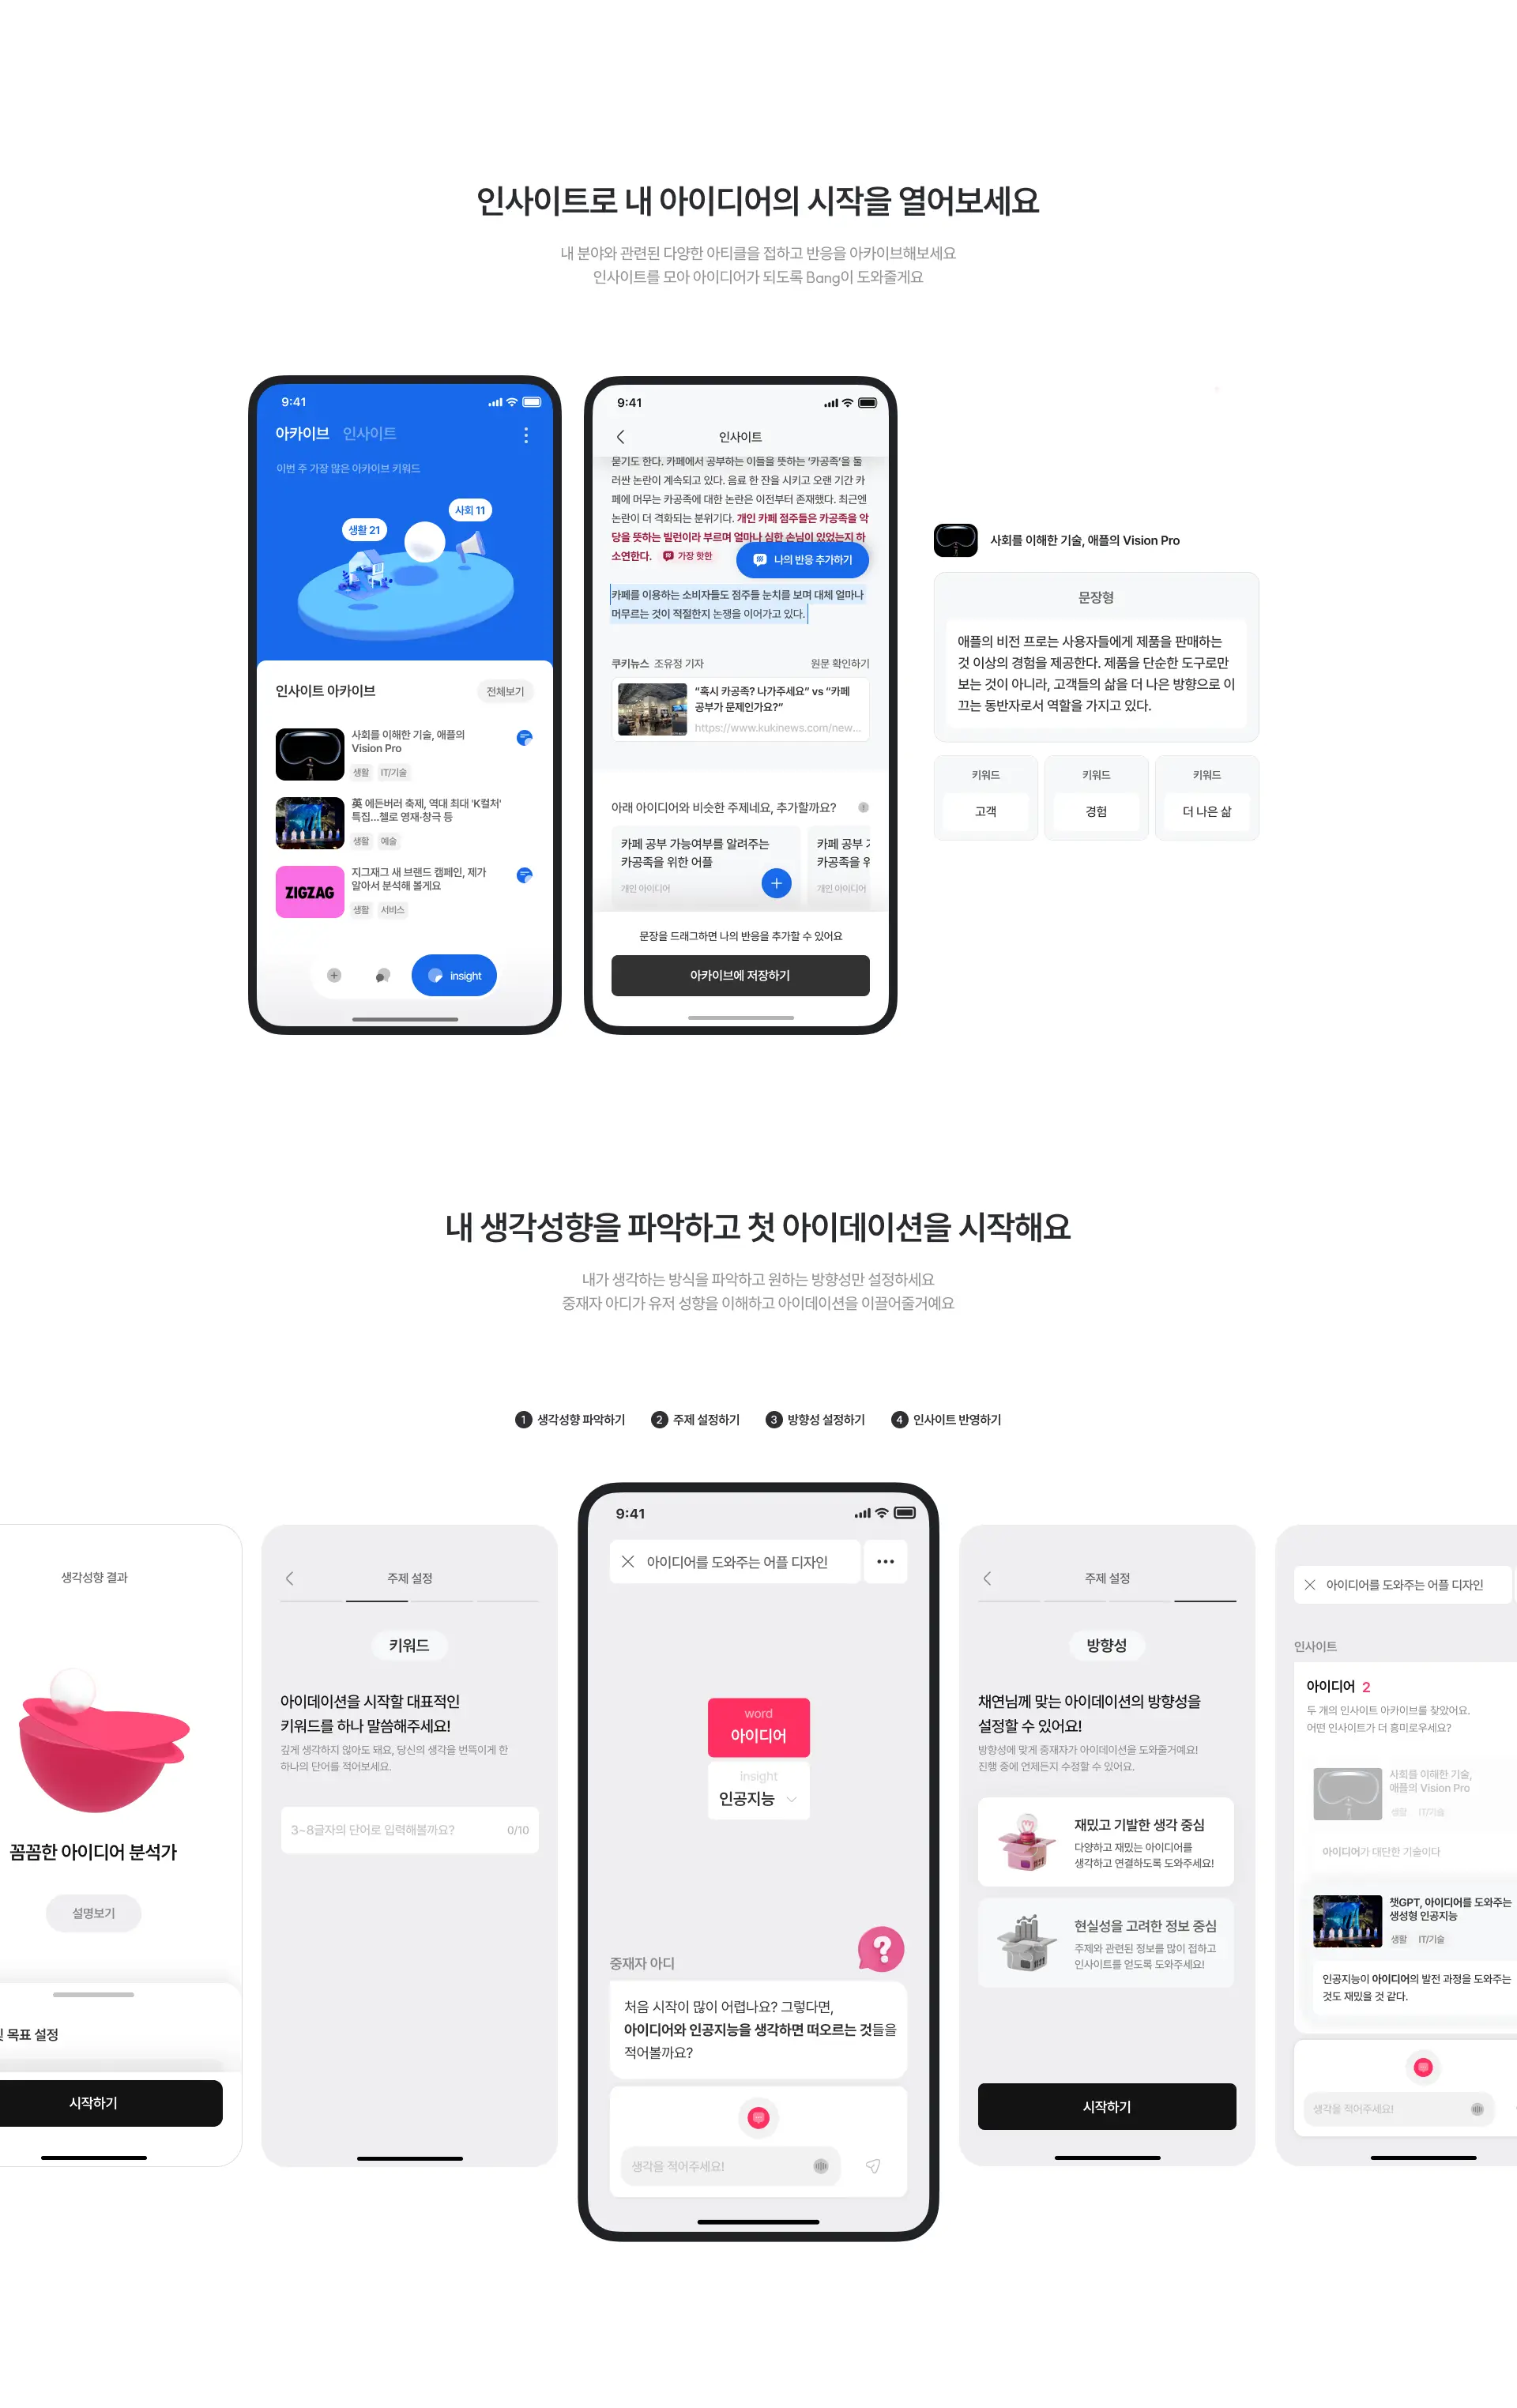 인사이트로 내 아이디어의 시작을 열어보세요
내 분야와 관련된 다양한 아티클을 접하고 반응을 아카이브해보세요
인사이트를 모아 아이디어가 되도록 Bang이 도와줄게요
9:41
아카이브 인사이트
이번 주 가장 많은 아카이브 키워드
사회 11
생활 21
인사이트 아카이브
전체보기
사회를 이해한 기술, 애플의
Vision Pro
생활 IT/기술
英 에든버러 축제, 역대 최대 'K컬처'
특집...첼로 영재·창극 등
생활 예술
ZIGZAG
지그재그 새 브랜드 캠페인, 제가
알아서 분석해 볼게요
생활 서비스
insight
9:41
인사이트
묻기도 한다. 카페에서 공부하는 이들을 뜻하는 ‘카공족’을 둘
러싼 논란이 계속되고 있다. 음료 한 잔을 시키고 오랜 기간 카
페에 머무는 카공족에 대한 논란은 이전부터 존재했다. 최근엔
논란이 더 격화되는 분위기다. 개인 카페 점주들은 카공족을 악
당을 뜻하는 빌런이라 부르며 얼마나 심한 손님이 있었는지 하
소연한다. 가장 핫한
나의 반응 추가하기
카페를 이용하는 소비자들도 점주들 눈치를 보며 대체 얼마나
머무르는 것이 적절한지 논쟁을 이어가고 있다.
쿠키뉴스 조유정 기자
원문 확인하기
“혹시 카공족? 나가주세요” vs “카페
공부가 문제인가요?”
https://www.kukinews.com/new...
아래 아이디어와 비슷한 주제네요, 추가할까요?
카페 공부 가능여부를 알려주는
카공족을 위한 어플
개인 아이디어
카페 공부
카공족을 위
개인 아이디어
문장을 드래그하면 나의 반응을 추가할 수 있어요
아카이브에 저장하기
사회를 이해한 기술, 애플의 Vision Pro
문장형
애플의 비전 프로는 사용자들에게 제품을 판매하는
것 이상의 경험을 제공한다. 제품을 단순한 도구로만
보는 것이 아니라, 고객들의 삶을 더 나은 방향으로 이
끄는 동반자로서 역할을 가지고 있다.
키워드
고객
키워드
경험
키워드
더 나은 삶
내 생각성향을 파악하고 첫 아이데이션을 시작해요
내가 생각하는 방식을 파악하고 원하는 방향성만 설정하세요
중재자 아디가 유저 성향을 이해하고 아이데이션을 이끌어줄거예요
1 생각성향 파악하기
2 주제 설정하기
3 방향성 설정하기
4 인사이트 반영하기
생각성향 결과
꼼꼼한 아이디어 분석가
설명보기
목표 설정
시작하기
주제 설정
키워드
아이데이션을 시작할 대표적인
키워드를 하나 말씀해주세요!
깊게 생각하지 않아도 돼요, 당신의 생각을 번뜩이게 한
하나의 단어를 적어보세요.
3~8글자의 단어로 입력해볼까요? 0/10
9:41
아이디어를 도와주는 어플 디자인
word
아이디어
insight
인공지능
중재자 아디
처음 시작이 많이 어렵나요? 그렇다면,
아이디어와 인공지능을 생각하면 떠오르는 것들을
적어볼까요?
생각을 적어주세요!
주제 설정
방향성
채연님께 맞는 아이데이션의 방향성을
설정할 수 있어요!
방향성에 맞게 중재자가 아이데이션을 도와줄거예요!
진행 중에 언제든지 수정할 수 있어요.
재밌고 기발한 생각 중심
다양하고 재밌는 아이디어를
생각하고 연결하도록 도와주세요!
현실성을 고려한 정보 중심
주제와 관련된 정보를 많이 접하고
인사이트를 얻도록 도와주세요!
시작하기
아이디어를 도와주는 어플 디자인
인사이트
아이디어 2
두 개의 인사이트 아카이브를 찾았어요.
어떤 인사이트가 더 흥미로우세요?
사회를 이해한 기술,
애플의 Vision Pro
생활 IT/기술
아이디어가 대단한 기술이다
챗GPT, 아이디어를 도와주는
생성형 인공지능
생활 IT/기술
인공지능이 아이디어의 발전 과정을 도와주는
것도 재밌을 것 같다.
생각을 적어주세요!